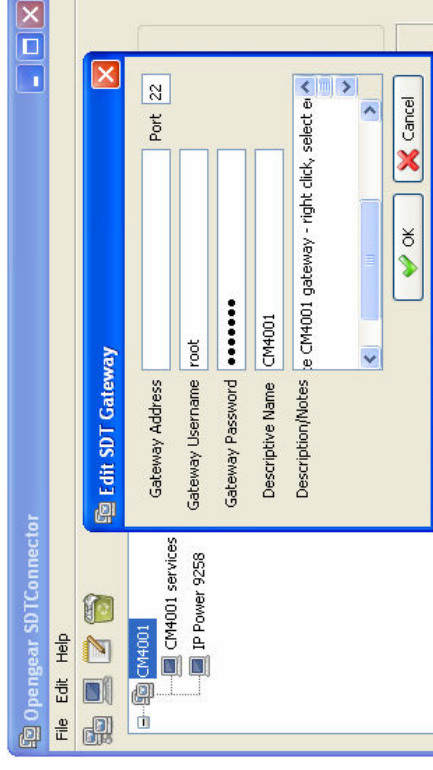 Opengear SDTConnector
File Edit Help
CM4001
CM4001 services
IP Power 9258
Edit SDT Gateway
Gateway Address
Port 22
Gateway Username root
Gateway Password ••••••••
Descriptive Name CM4001
Description/Notes e CM4001 gateway - right click, select e
OK Cancel